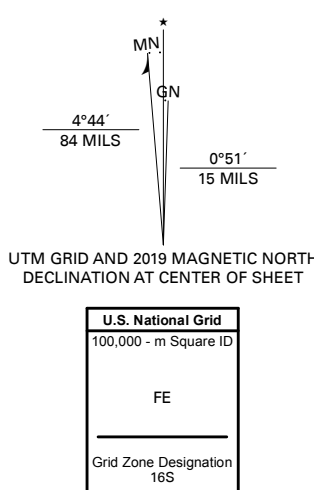 ★
MN
GN
4°44´
84 MILS
0°51´
15 MILS
UTM GRID AND 2019 MAGNETIC NORTH
DECLINATION AT CENTER OF SHEET
U.S. National Grid
100,000 - m Square ID
FE
Grid Zone Designation
16S